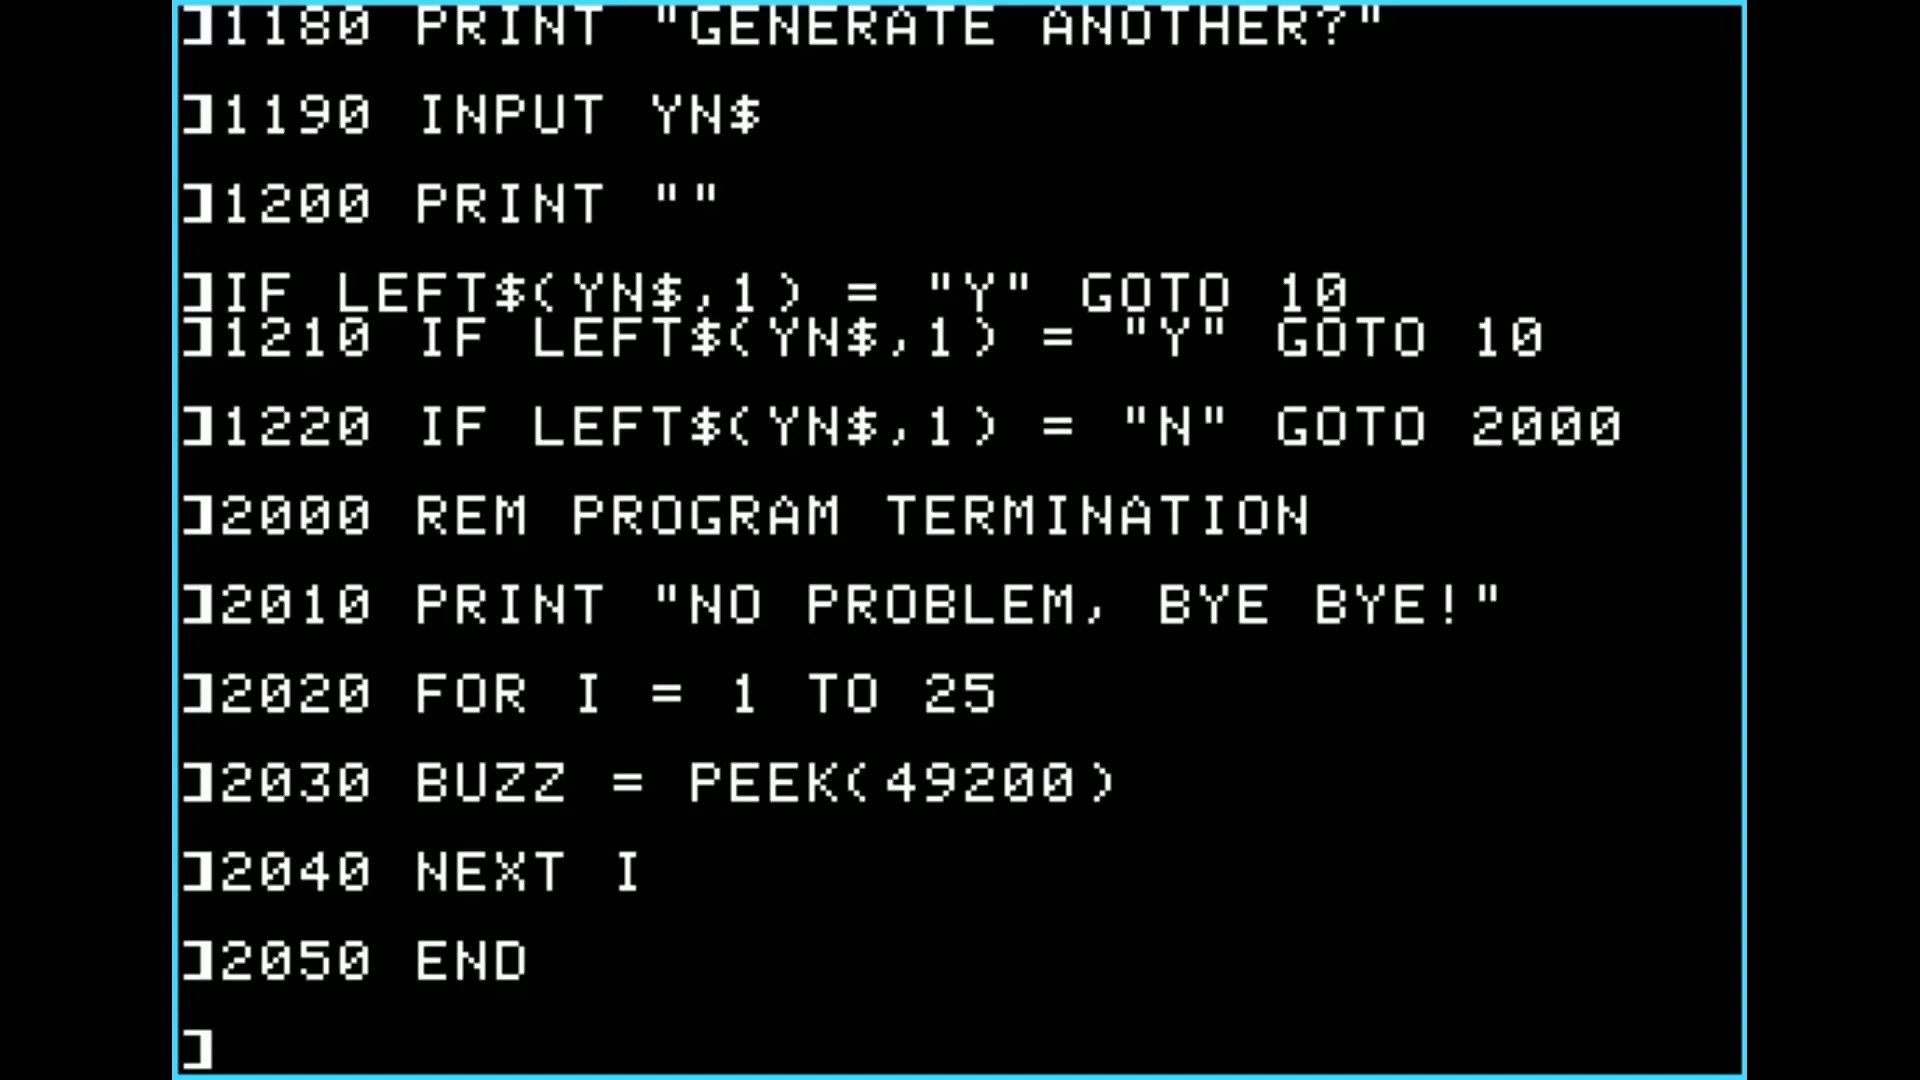 ]1180 PRINT "GENERATE ANOTHER?"
]1190 INPUT YN$
]1200 PRINT ""
]IF LEFT$(YN$,1) = "Y" GOTO 10
]1210 IF LEFT$(YN$,1) = "Y" GOTO 10
]1220 IF LEFT$(YN$,1) = "N" GOTO 2000
]2000 REM PROGRAM TERMINATION
]2010 PRINT "NO PROBLEM, BYE BYE!"
]2020 FOR I = 1 TO 25
]2030 BUZZ = PEEK(49200)
]2040 NEXT I
]2050 END
]